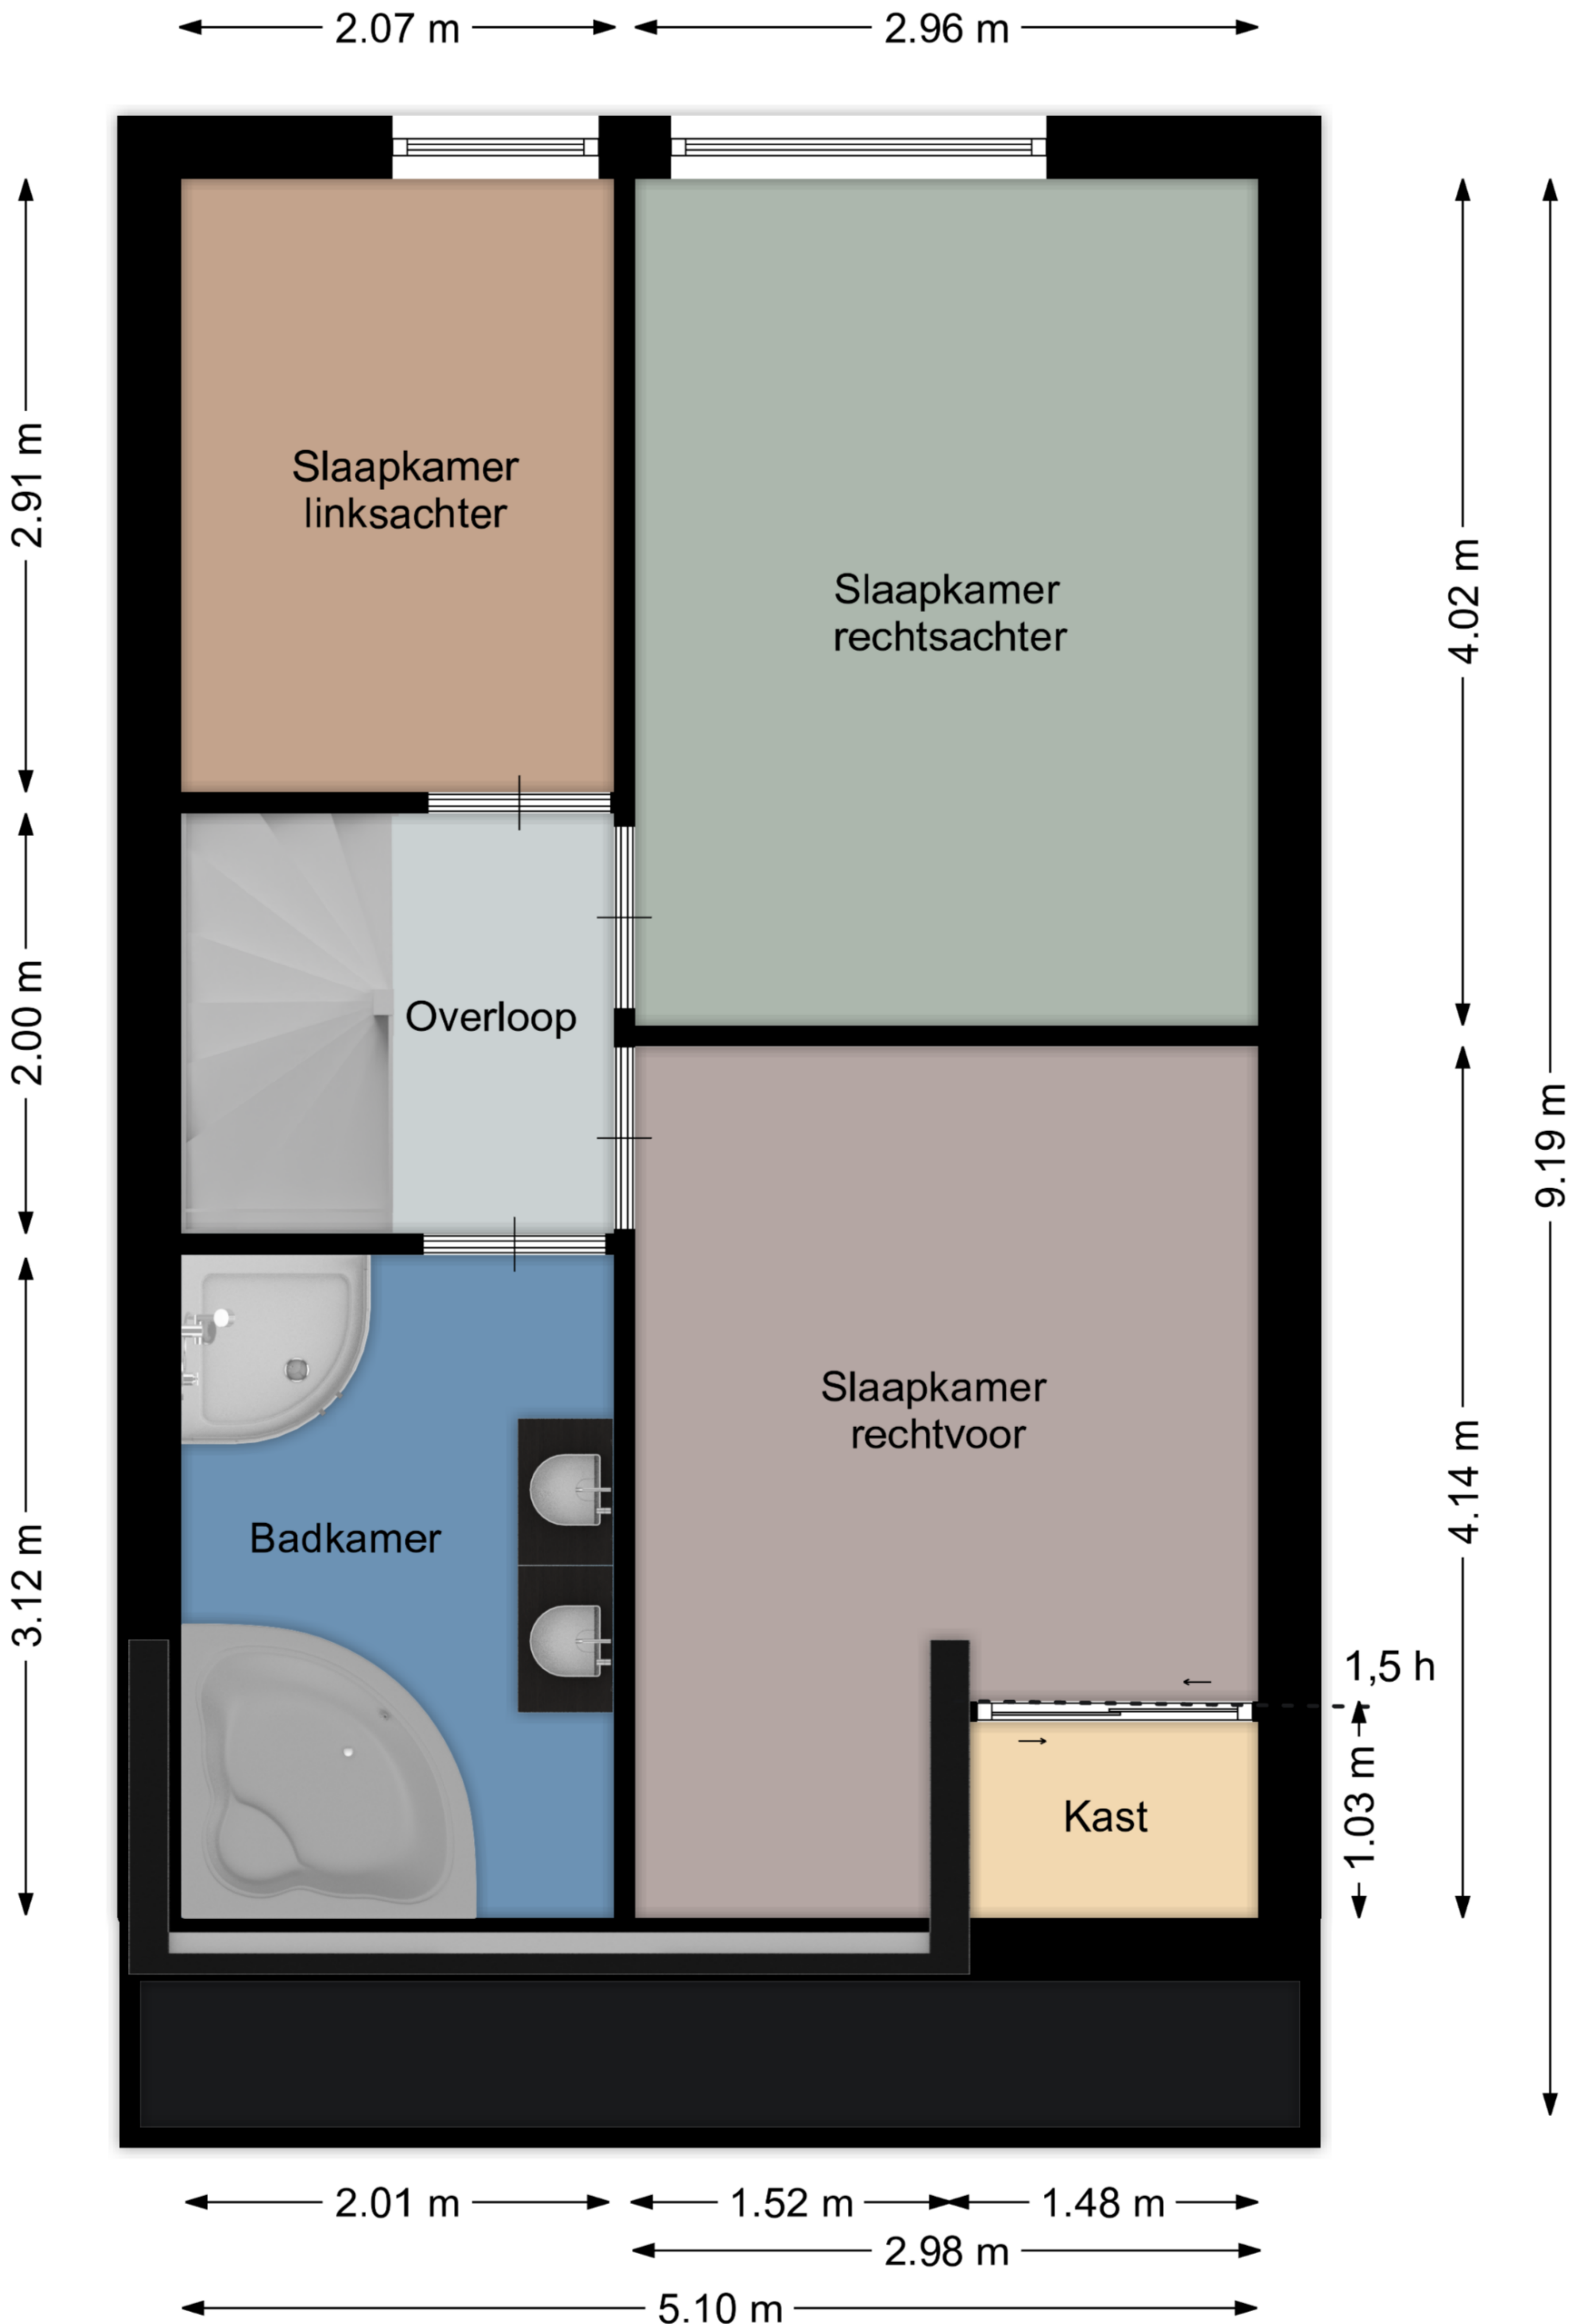 2.07 m
2.96 m
2.91 m
Slaapkamer
linksachter
Slaapkamer
rechtsachter
4.02 m
2.00 m
Overloop
9.19 m
Slaapkamer
rechtvoor
4.14 m
Badkamer
3.12 m
1,5 h
Kast
1.03 m
2.01 m
1.52 m
1.48 m
2.98 m
5.10 m